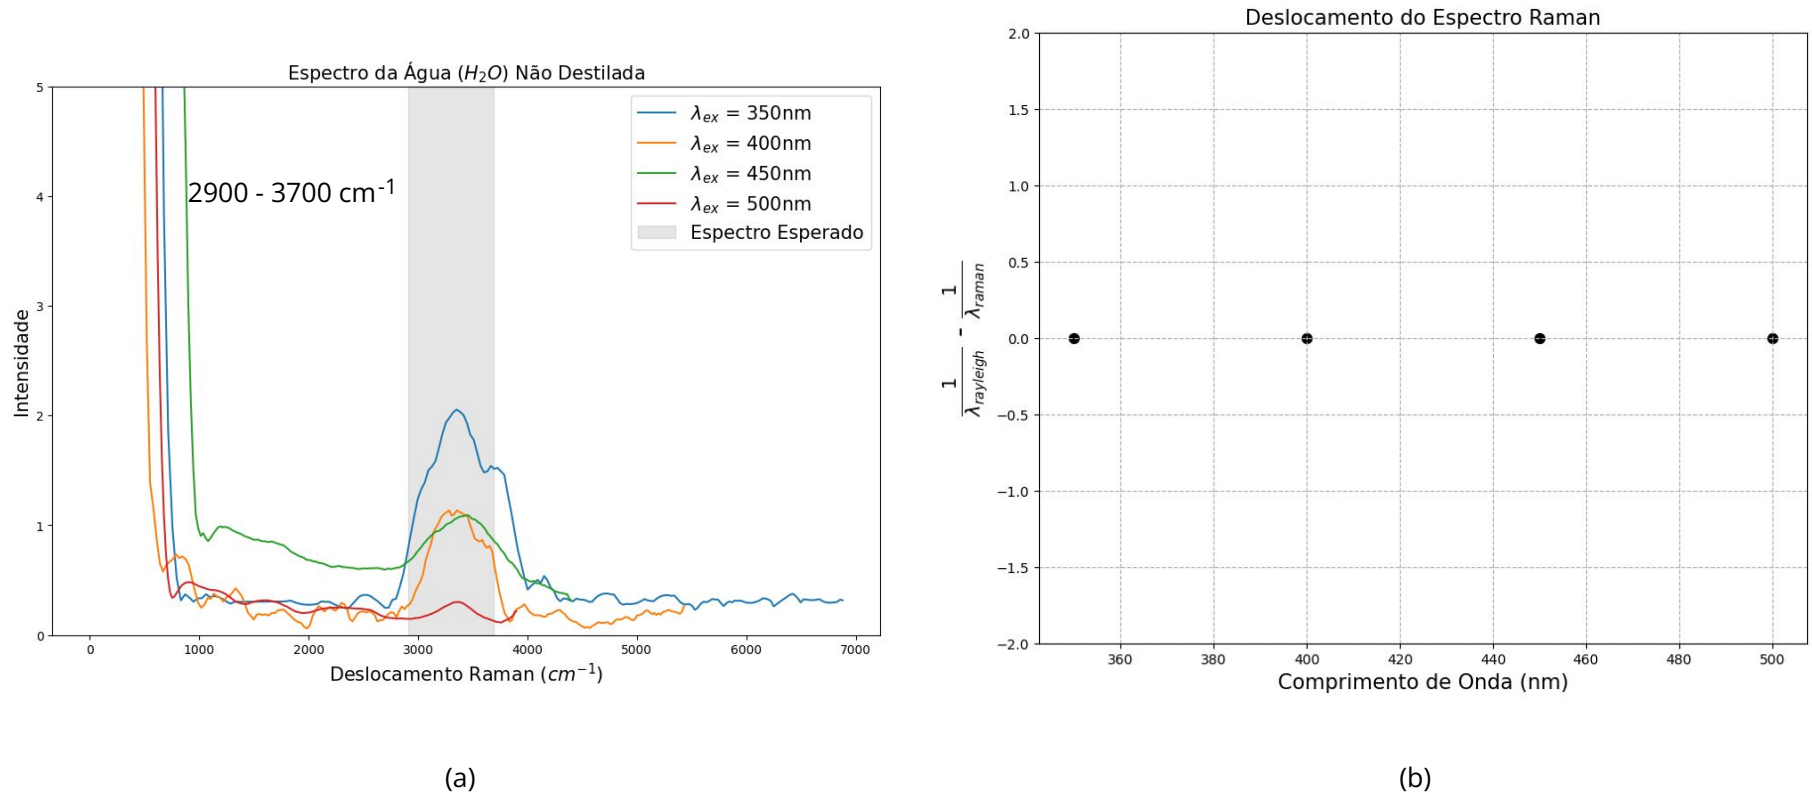 Espectro da Água (H₂O) Não Destilada
5
4
3
2
1
0
Intensidade
2900 - 3700 cm⁻¹
λₑₓ = 350nm
λₑₓ = 400nm
λₑₓ = 450nm
λₑₓ = 500nm
Espectro Esperado
0 1000 2000 3000 4000 5000 6000 7000
Deslocamento Raman (cm⁻¹)
(a)
Deslocamento do Espectro Raman
2.0
1.5
1.0
0.5
0.0
−0.5
−1.0
−1.5
−2.0
1/λrayleigh - 1/λraman
360 380 400 420 440 460 480 500
Comprimento de Onda (nm)
(b)